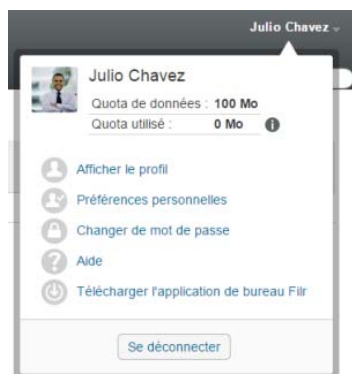 Julio Chavez
Julio Chavez
Quota de données : 100 Mo
Quota utilisé : 0 Mo
Afficher le profil
Préférences personnelles
Changer de mot de passe
Aide
Télécharger l'application de bureau Filr
Se déconnecter